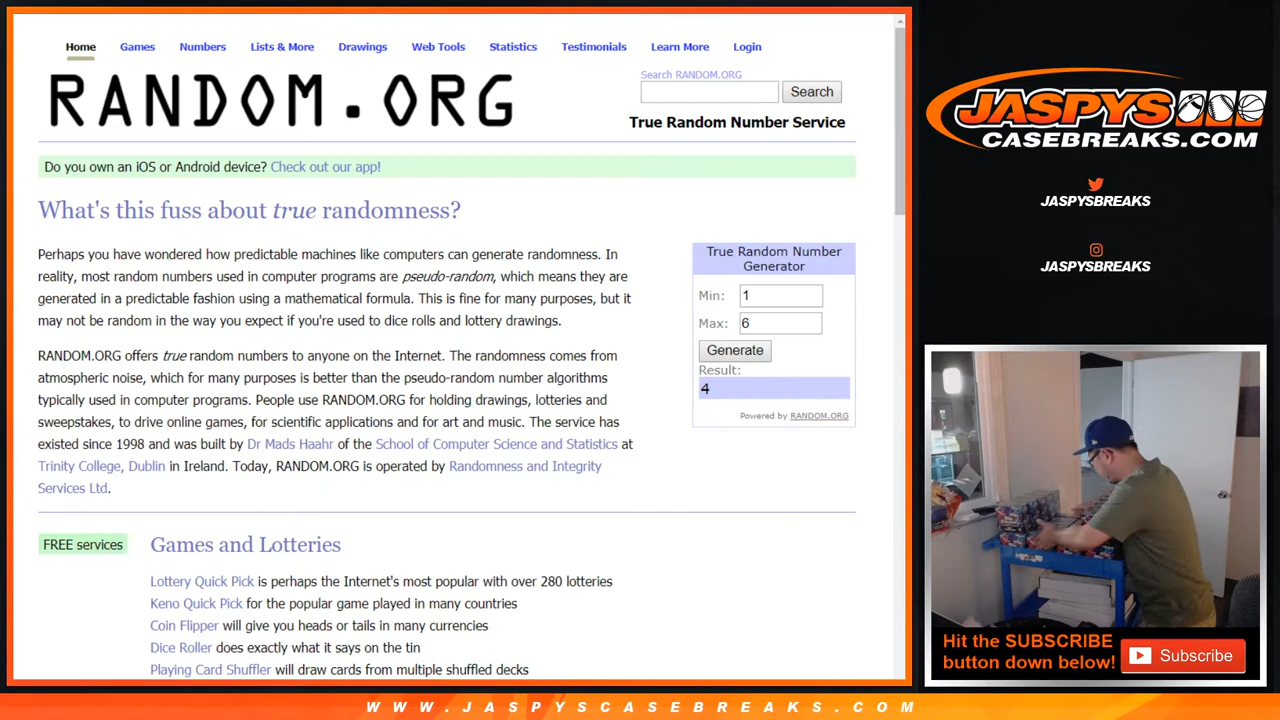 Home Games Numbers Lists & More Drawings Web Tools Statistics Testimonials Learn More Login
RANDOM.ORG
Search RANDOM.ORG
Search
True Random Number Service
Do you own an iOS or Android device? Check out our app!
What's this fuss about true randomness?
Perhaps you have wondered how predictable machines like computers can generate randomness. In
reality, most random numbers used in computer programs are pseudo-random, which means they are
generated in a predictable fashion using a mathematical formula. This is fine for many purposes, but it
may not be random in the way you expect if you're used to dice rolls and lottery drawings.
RANDOM.ORG offers true random numbers to anyone on the Internet. The randomness comes from
atmospheric noise, which for many purposes is better than the pseudo-random number algorithms
typically used in computer programs. People use RANDOM.ORG for holding drawings, lotteries and
sweepstakes, to drive online games, for scientific applications and for art and music. The service has
existed since 1998 and was built by Dr Mads Haahr of the School of Computer Science and Statistics at
Trinity College, Dublin in Ireland. Today, RANDOM.ORG is operated by Randomness and Integrity
Services Ltd.
True Random Number
Generator
Min: 1
Max: 6
Generate
Result:
4
Powered by RANDOM.ORG
FREE services
Games and Lotteries
Lottery Quick Pick is perhaps the Internet's most popular with over 280 lotteries
Keno Quick Pick for the popular game played in many countries
Coin Flipper will give you heads or tails in many currencies
Dice Roller does exactly what it says on the tin
Playing Card Shuffler will draw cards from multiple shuffled decks
JASPYS
CASEBREAKS.COM
JASPYSBREAKS
JASPYSBREAKS
Hit the SUBSCRIBE
button down below!
Subscribe
WWW.JASPYSCASEBREAKS.COM